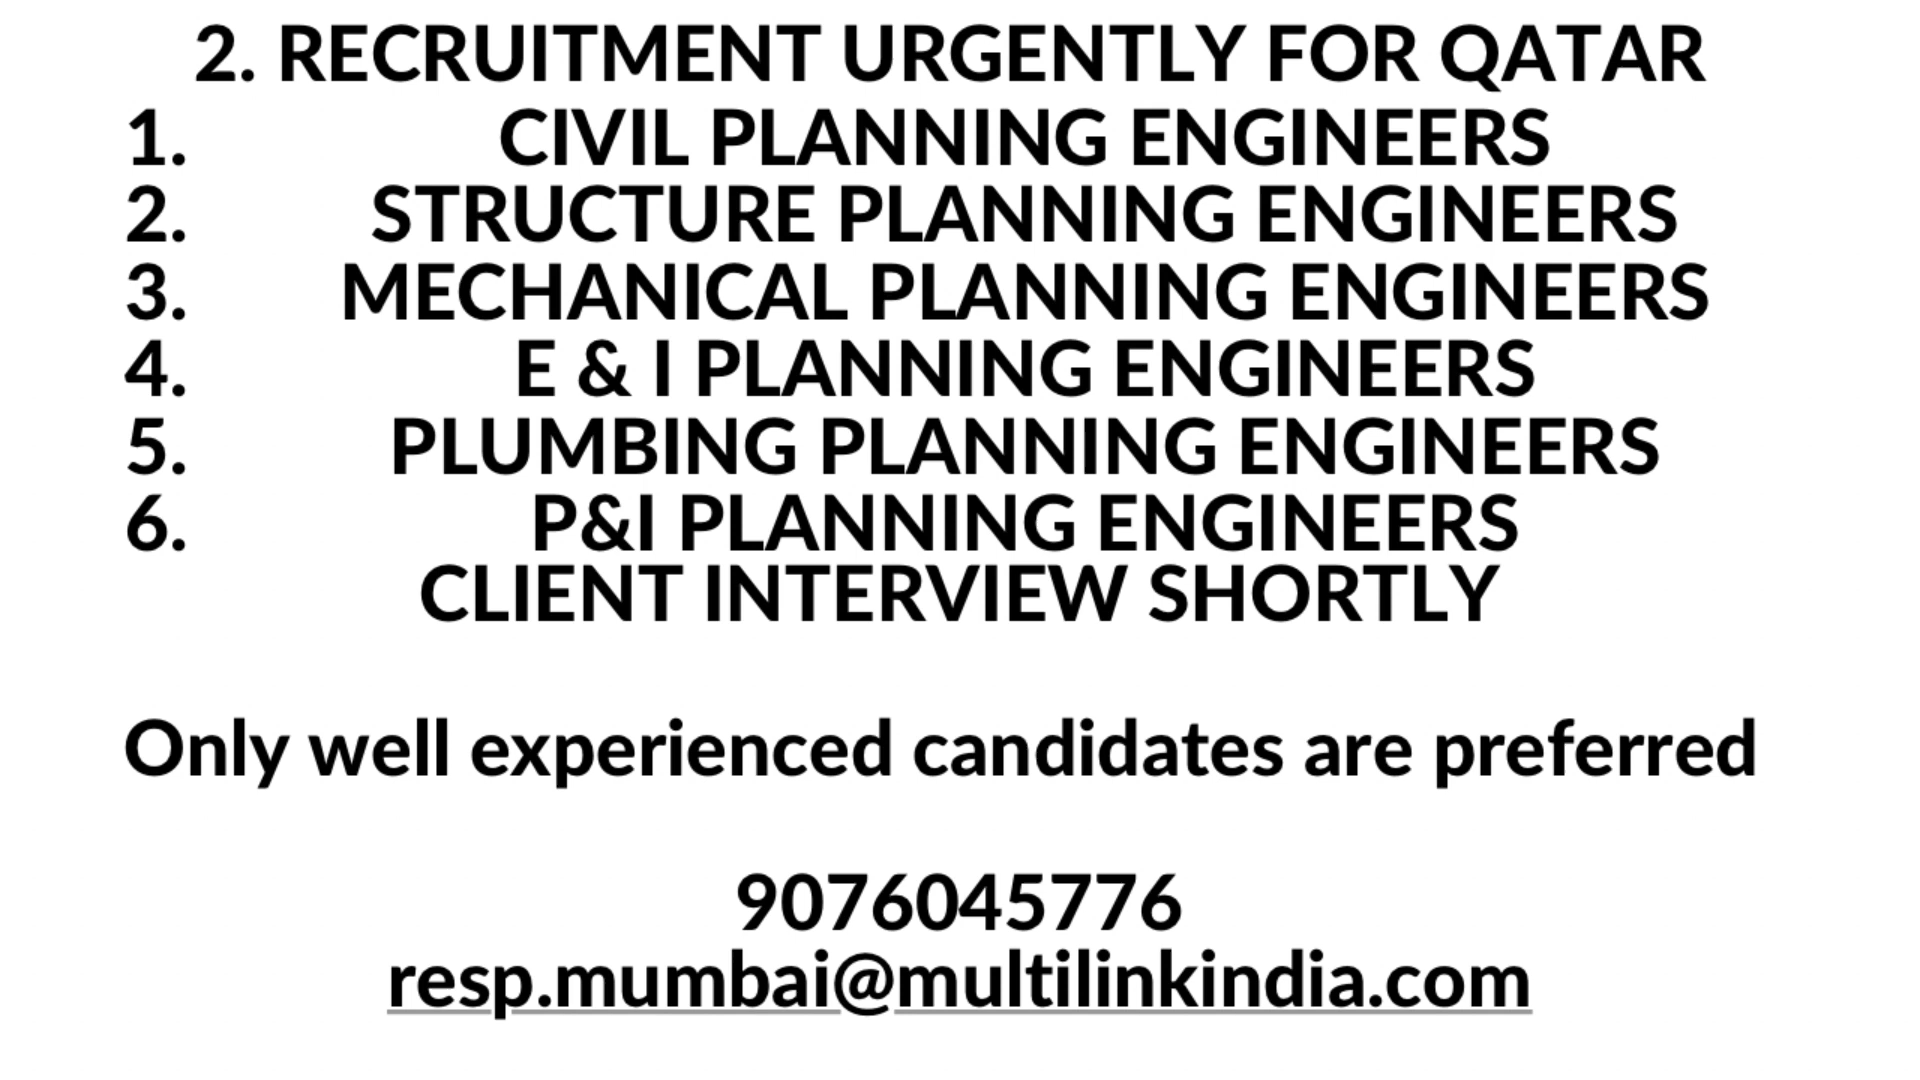 2. RECRUITMENT URGENTLY FOR QATAR
1. CIVIL PLANNING ENGINEERS
2. STRUCTURE PLANNING ENGINEERS
3. MECHANICAL PLANNING ENGINEERS
4. E & I PLANNING ENGINEERS
5. PLUMBING PLANNING ENGINEERS
6. P&I PLANNING ENGINEERS
CLIENT INTERVIEW SHORTLY
Only well experienced candidates are preferred
9076045776
resp.mumbai@multilinkindia.com